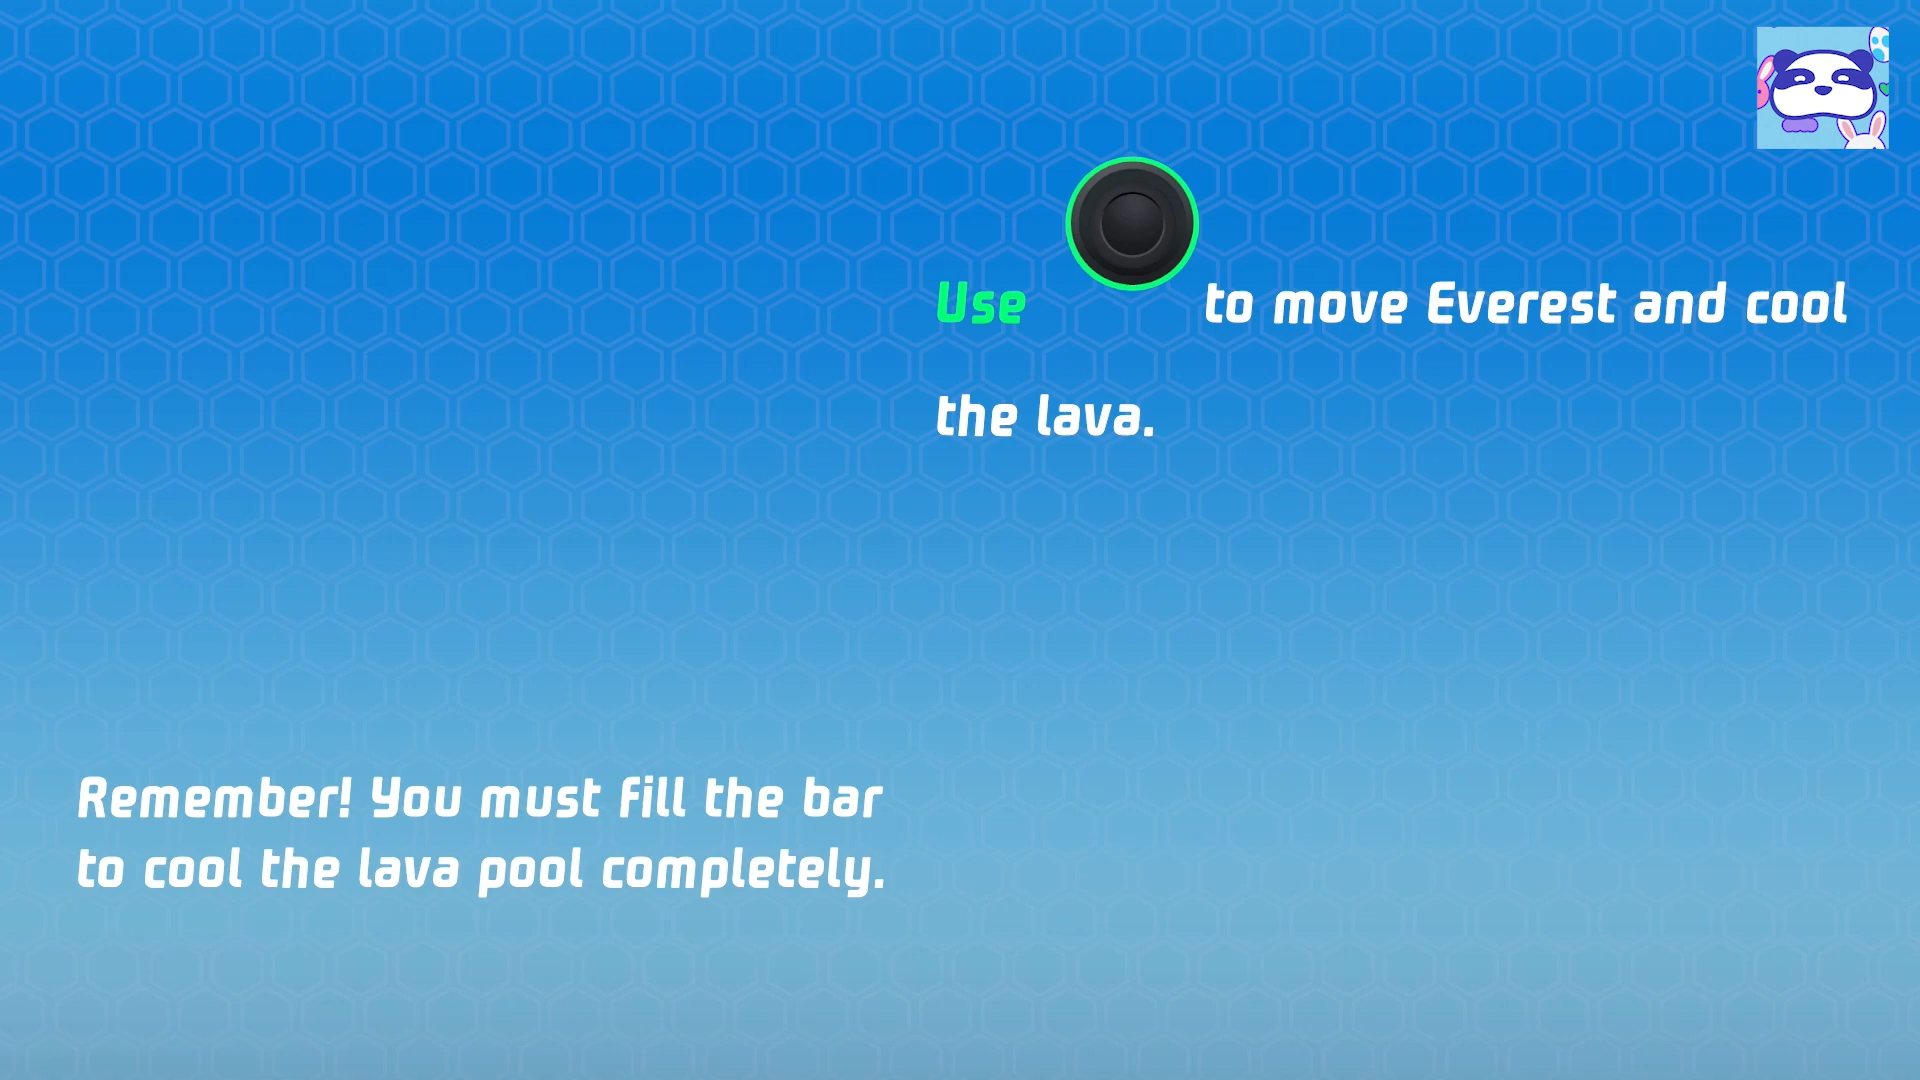 Use to move Everest and cool
the lava.
Remember! You must fill the bar
to cool the lava pool completely.